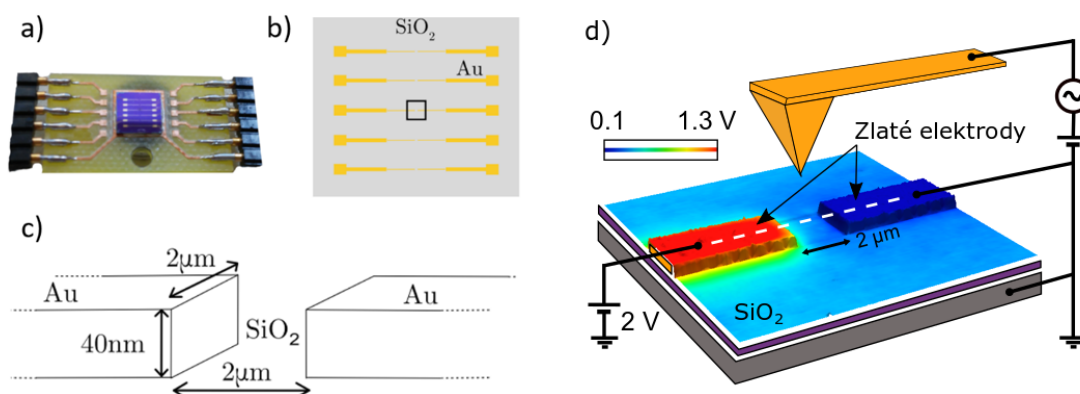 a)
b)
SiO₂
Au
c)
2μm
Au
Au
SiO₂
40nm
2μm
d)
0.1
1.3 V
Zlaté elektrody
2 μm
SiO₂
2 V